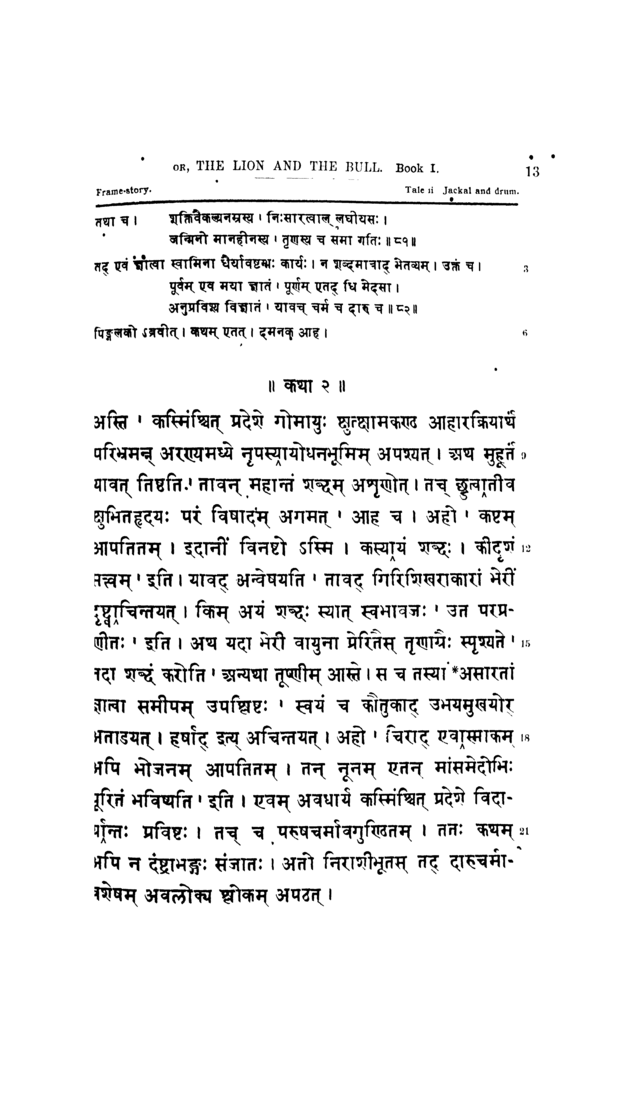 OR, THE LION AND THE BULL. Book I. 13
Frame-story. Tale ii Jackal and drum.
तथा च। शक्तिवैकल्यनम्रस्य । निःसारत्वाल् लघीयसः।
जन्मिनो मानहीनस्य । तृणस्य च समा गतिः॥८१॥
तद् एवं ज्ञात्वा स्वामिना धैर्यावष्टम्भः कार्यः। न शब्दमात्राद् भेतव्यम्। उक्तं च। 3
पूर्वम् एव मया ज्ञातं । पूर्णम् एतद् धि मेदसा।
अनुप्रविश्य विज्ञातं । यावच् चर्म च दारु च॥८२॥
पिङ्गलको ऽब्रवीत्। कथम् एतत्। दमनक आह। 6
॥ कथा २॥
अस्ति । कस्मिंश्चित् प्रदेशे गोमायुः क्षुत्क्षामकण्ठ आहारक्रियार्थं
परिभ्रमन्न् अरण्यमध्ये नृपस्यायोधनभूमिम् अपश्यत्। अथ मुहूर्तं 9
यावत् तिष्ठति । तावन् महान्तं शब्दम् अशृणोत्। तच् छ्रुत्वातीव
क्षुभितहृदयः परं विषादम् अगमत् । आह च। अहो । कष्टम्
आपतितम्। इदानीं विनष्टो ऽस्मि। कस्यायं शब्दः। कीदृशं 12
सत्त्वम् । इति। यावद् अन्वेषयति । तावद् गिरिशिखराकारां भेरीं
दृष्ट्वाचिन्तयत्। किम् अयं शब्दः स्यात् स्वभावजः । उत परप्र-
णीतः । इति। अथ यदा भेरी वायुना प्रेरितैस् तृणाग्रैः स्पृश्यते । 15
तदा शब्दं करोति । अन्यथा तूष्णीम् आस्ते। स च तस्या *असारतां
ज्ञात्वा समीपम् उपश्लिष्टः । स्वयं च कौतुकाद् उभयमुखयोर्
अताडयत्। हर्षाद् इत्य् अचिन्तयत्। अहो । चिराद् एवास्माकम् 18
अपि भोजनम् आपतितम्। तन् नूनम् एतन् मांसमेदोभिः
पूरितं भविष्यति । इति। एवम् अवधार्य कस्मिंश्चित् प्रदेशे विदा-
र्यान्तः प्रविष्टः। तच् च परुषचर्मावगुण्ठितम्। ततः कथम् 21
अपि न दंष्ट्राभङ्गः संजातः। अतो निराशीभूतस् तद् दारुचर्मा-
वशेषम् अवलोक्य श्लोकम् अपठत्।